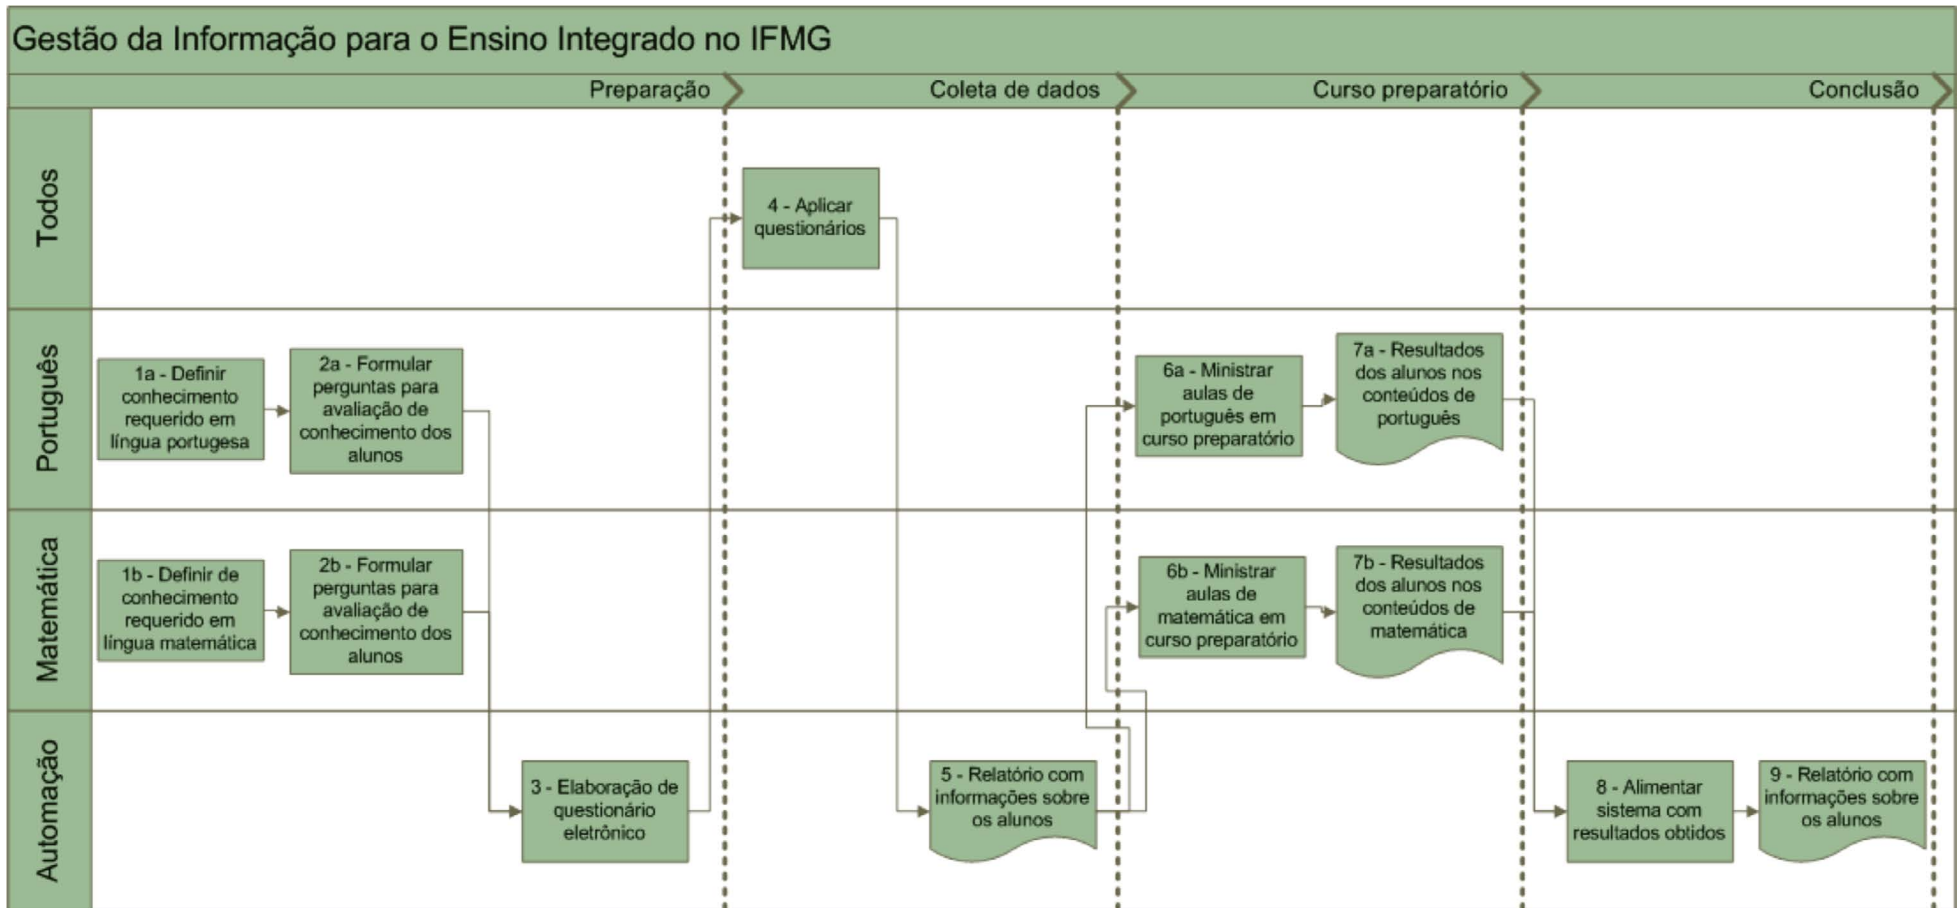 Gestão da Informação para o Ensino Integrado no IFMG
Preparação
Coleta de dados
Curso preparatório
Conclusão
Todos
4 - Aplicar
questionários
Português
1a - Definir
conhecimento
requerido em
língua portugesa
2a - Formular
perguntas para
avaliação de
conhecimento dos
alunos
6a - Ministrar
aulas de
português em
curso preparatório
7a - Resultados
dos alunos nos
conteúdos de
português
Matemática
1b - Definir de
conhecimento
requerido em
língua matemática
2b - Formular
perguntas para
avaliação de
conhecimento dos
alunos
6b - Ministrar
aulas de
matemática em
curso preparatório
7b - Resultados
dos alunos nos
conteúdos de
matemática
Automação
3 - Elaboração de
questionário
eletrônico
5 - Relatório com
informações sobre
os alunos
8 - Alimentar
sistema com
resultados obtidos
9 - Relatório com
informações sobre
os alunos